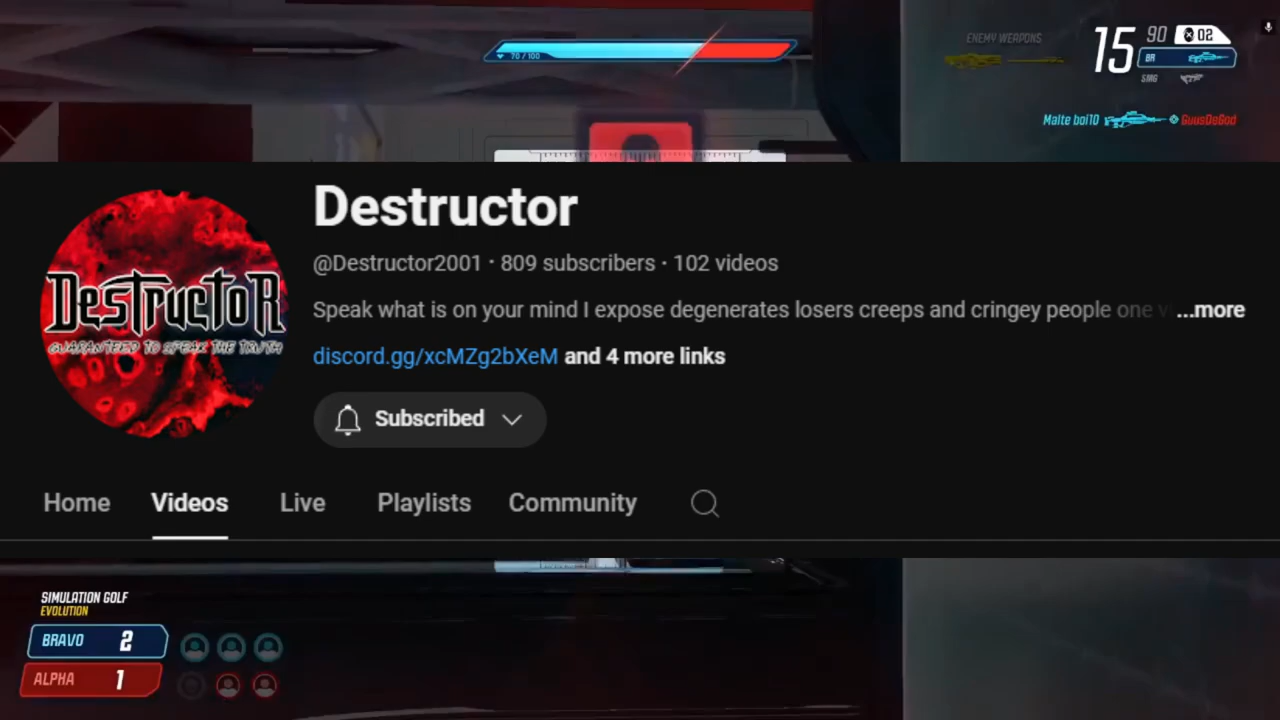 ENEMY WEAPONS
15 90 02
BR
SMG
70 / 100
Malte boi10 GuusDeGod
Destructor
@Destructor2001 · 809 subscribers · 102 videos
Speak what is on your mind I expose degenerates losers creeps and cringey people one ...more
discord.gg/xcMZg2bXeM and 4 more links
Subscribed
DestructoR
GUARANTEED TO SPEAK THE TRUTH
Home Videos Live Playlists Community
SIMULATION GOLF
EVOLUTION
BRAVO 2
ALPHA 1